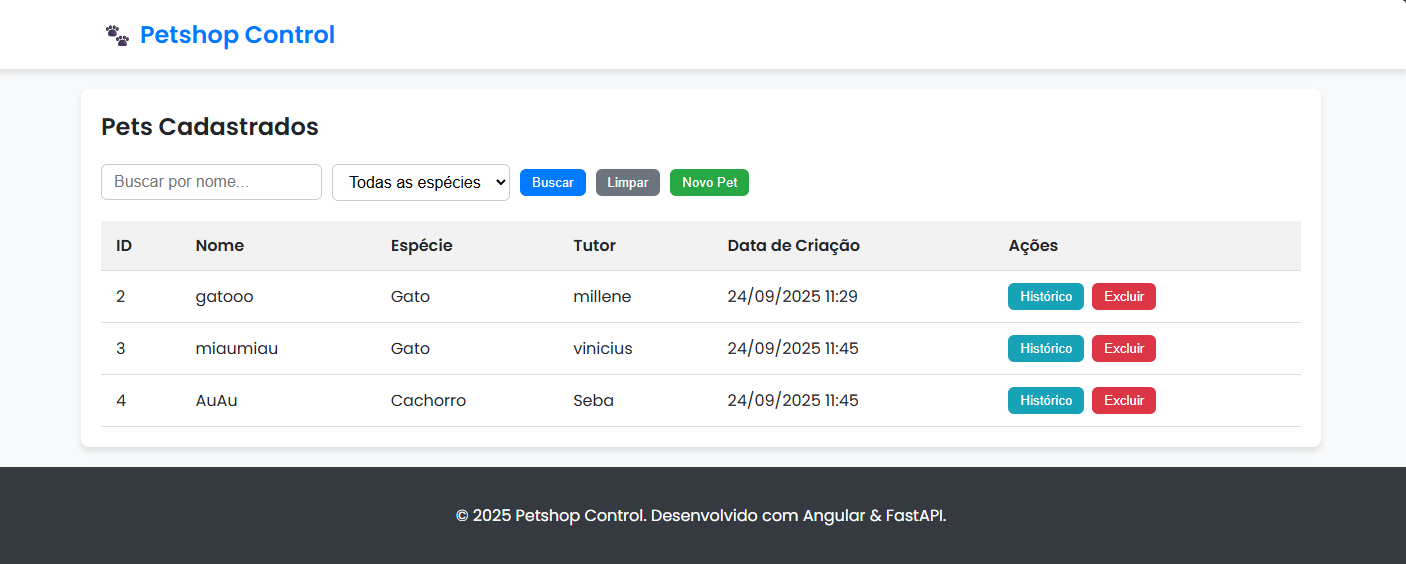 Petshop Control
Pets Cadastrados
Buscar por nome... Todas as espécies Buscar Limpar Novo Pet
ID Nome Espécie Tutor Data de Criação Ações
2 gatooo Gato millene 24/09/2025 11:29 Histórico Excluir
3 miaumiau Gato vinicius 24/09/2025 11:45 Histórico Excluir
4 AuAu Cachorro Seba 24/09/2025 11:45 Histórico Excluir
© 2025 Petshop Control. Desenvolvido com Angular & FastAPI.